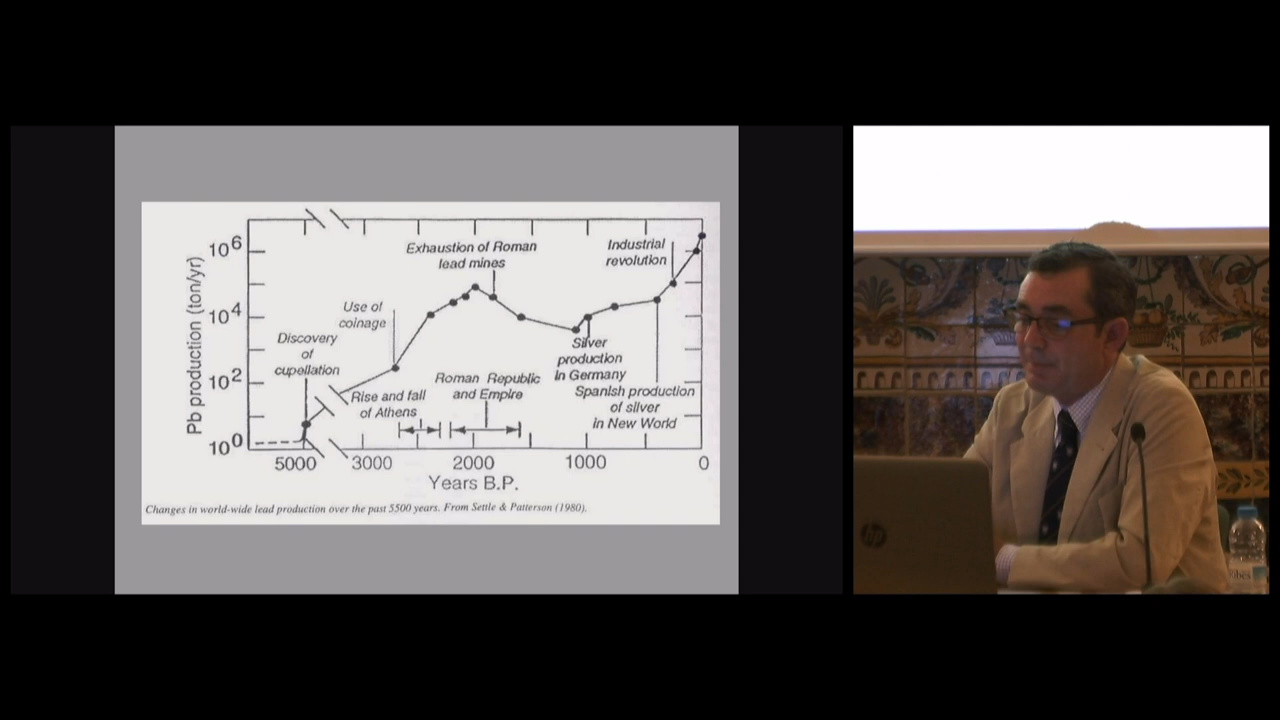 10⁶
10⁴
10²
10⁰
Pb production (ton/yr)
Discovery
of
cupellation
Use of
coinage
Exhaustion of Roman
lead mines
Industrial
revolution
Rise and fall
of Athens
Roman Republic
and Empire
Silver
production
in Germany
Spanish production
of silver
in New World
5000
3000
2000
1000
0
Years B.P.
Changes in world-wide lead production over the past 5500 years. From Settle & Patterson (1980).
hp
Ribes